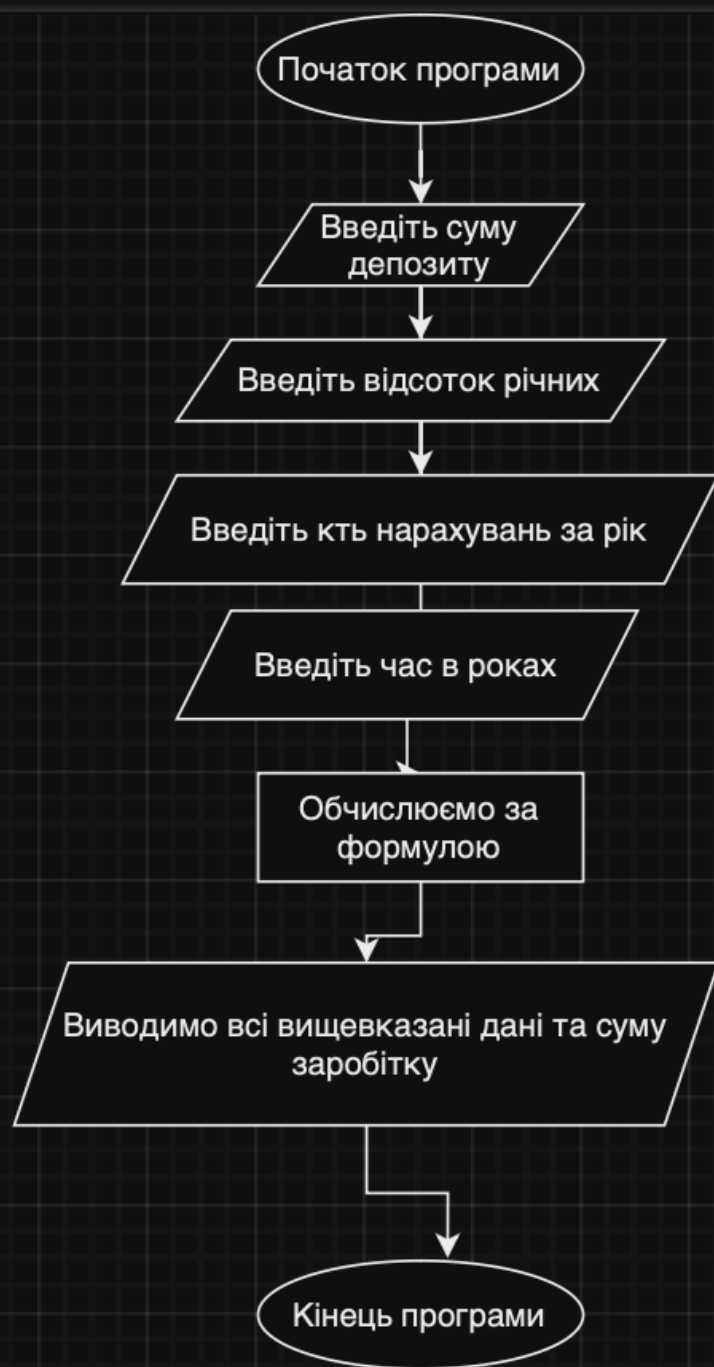 Початок програми
Введіть суму
депозиту
Введіть відсоток річних
Введіть кть нарахувань за рік
Введіть час в роках
Обчислюємо за
формулою
Виводимо всі вищевказані дані та суму
заробітку
Кінець програми